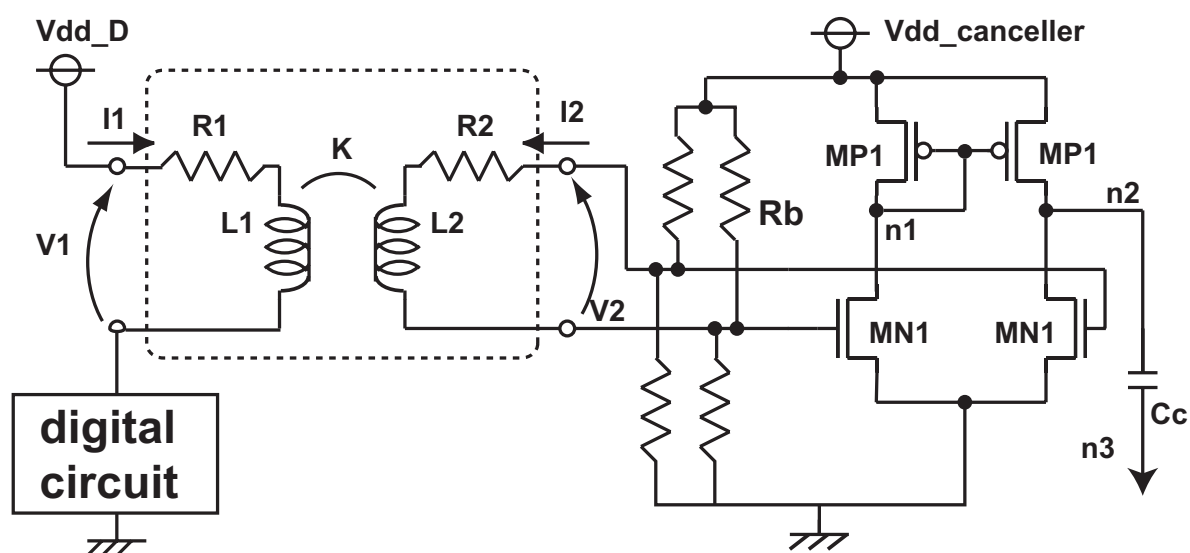 Vdd_D
Vdd_canceller
I1
R1
K
R2
I2
MP1
MP1
V1
L1
L2
Rb
n1
n2
V2
MN1
MN1
Cc
n3
digital
circuit